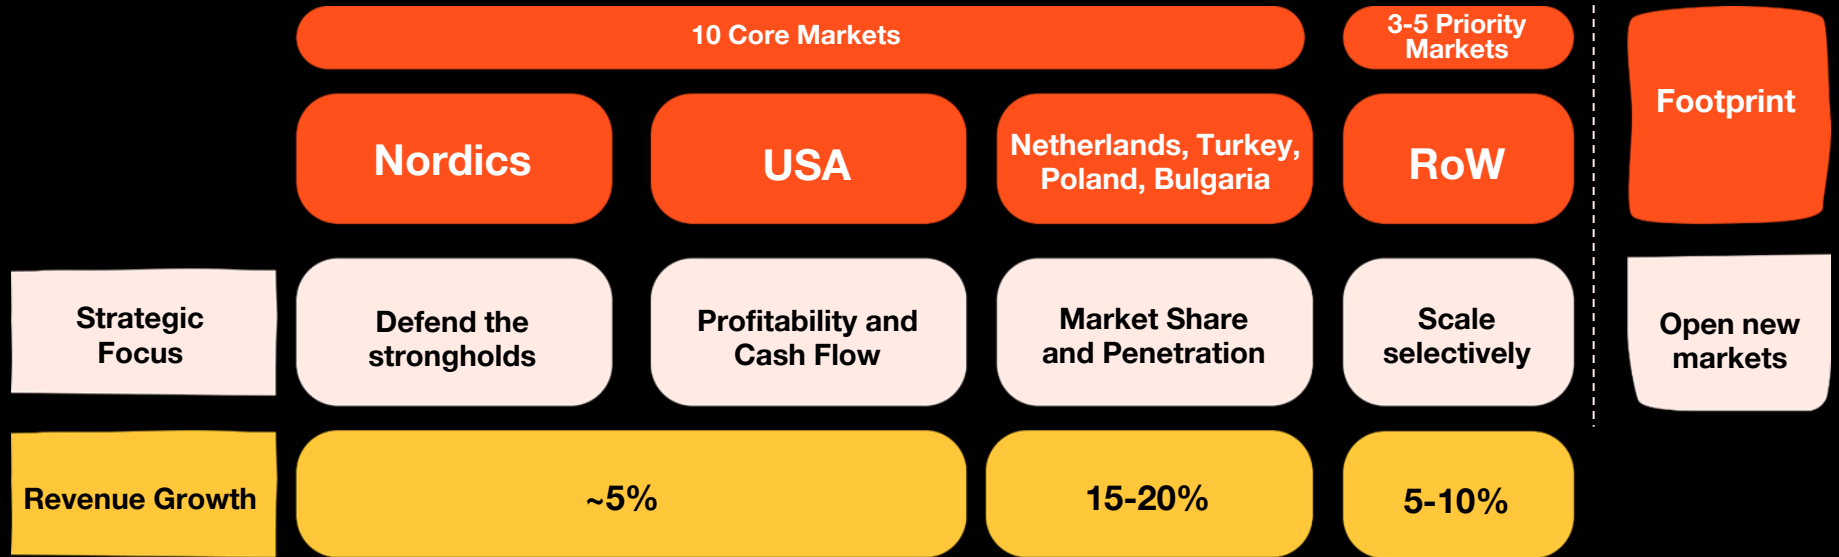 10 Core Markets
3-5 Priority
Markets
Footprint
Nordics
USA
Netherlands, Turkey,
Poland, Bulgaria
RoW
Strategic
Focus
Defend the
strongholds
Profitability and
Cash Flow
Market Share
and Penetration
Scale
selectively
Open new
markets
Revenue Growth
~5%
15-20%
5-10%